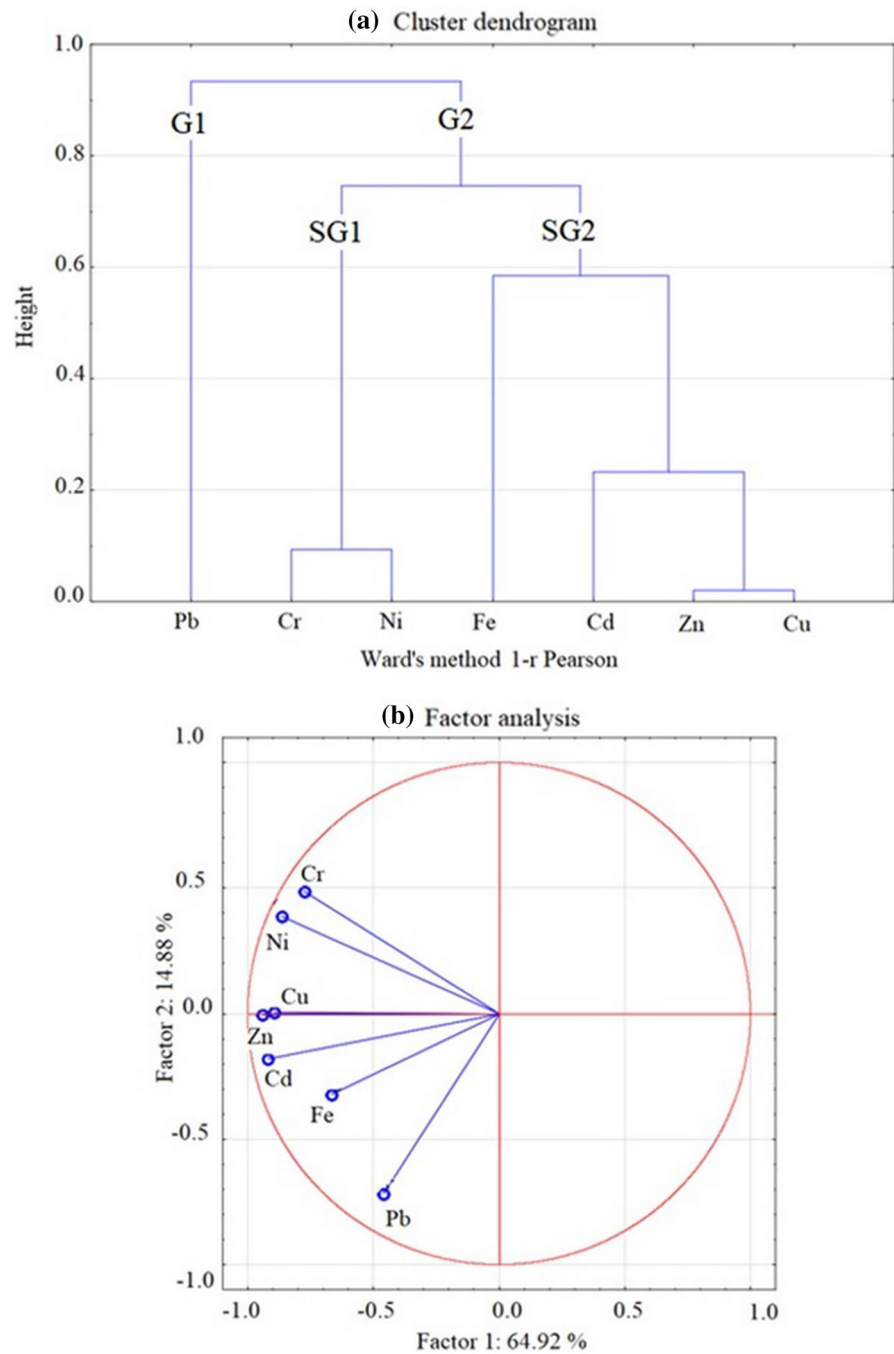 (a) Cluster dendrogram
1.0
G1 G2
0.8
SG1 SG2
0.6
Height
0.4
0.2
0.0
Pb Cr Ni Fe Cd Zn Cu
Ward's method 1-r Pearson
(b) Factor analysis
1.0
Cr
0.5
Ni
Factor 2: 14.88 %
Cu
0.0
Zn
Cd
Fe
-0.5
Pb
-1.0
-1.0 -0.5 0.0 0.5 1.0
Factor 1: 64.92 %